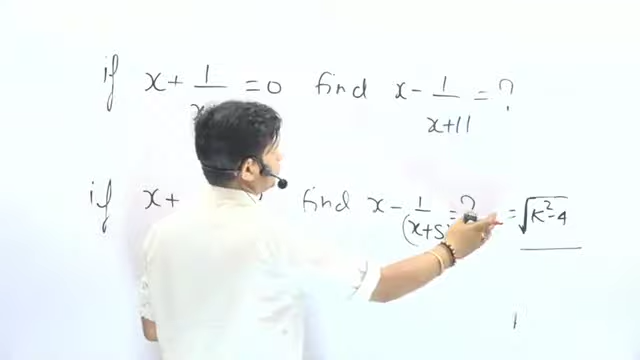 if x + 1/x = 0 find x - 1/(x+11) = ?
if x + find x - 1/(x+5) = ? = √(K²-4)